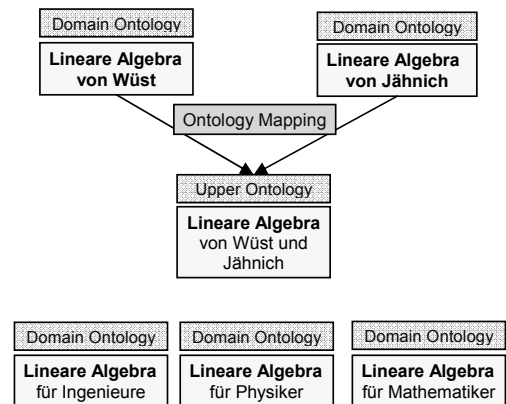 Domain Ontology
Lineare Algebra
von Wüst
Domain Ontology
Lineare Algebra
von Jähnich
Ontology Mapping
Upper Ontology
Lineare Algebra
von Wüst und
Jähnich
Domain Ontology
Lineare Algebra
für Ingenieure
Domain Ontology
Lineare Algebra
für Physiker
Domain Ontology
Lineare Algebra
für Mathematiker